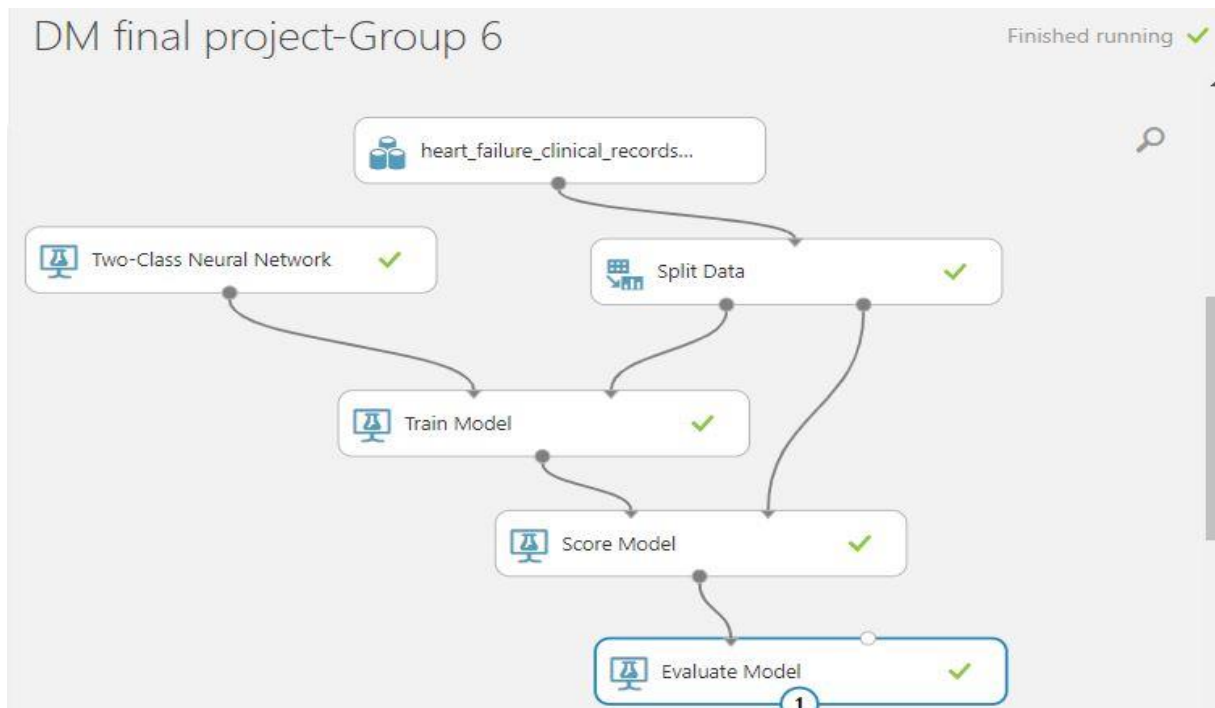 DM final project-Group 6
Finished running
heart_failure_clinical_records...
Two-Class Neural Network
Split Data
Train Model
Score Model
Evaluate Model
1